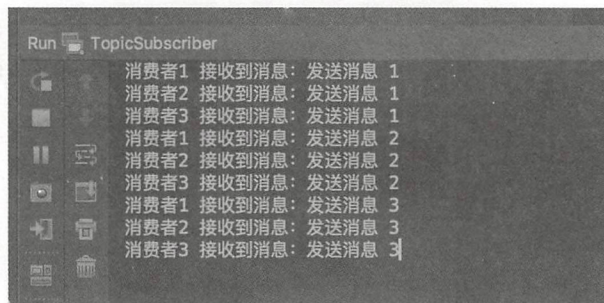 Run TopicSubscriber
消费者1 接收到消息：发送消息 1
消费者2 接收到消息：发送消息 1
消费者3 接收到消息：发送消息 1
消费者1 接收到消息：发送消息 2
消费者2 接收到消息：发送消息 2
消费者3 接收到消息：发送消息 2
消费者1 接收到消息：发送消息 3
消费者2 接收到消息：发送消息 3
消费者3 接收到消息：发送消息 3